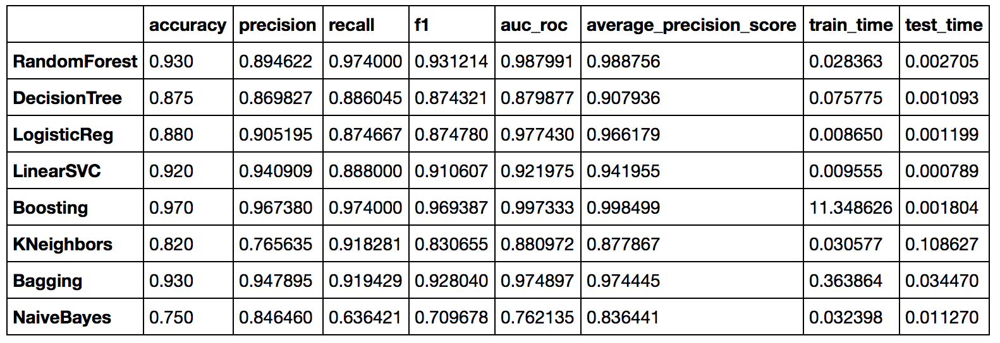 accuracy precision recall f1 auc_roc average_precision_score train_time test_time
RandomForest 0.930 0.894622 0.974000 0.931214 0.987991 0.988756 0.028363 0.002705
DecisionTree 0.875 0.869827 0.886045 0.874321 0.879877 0.907936 0.075775 0.001093
LogisticReg 0.880 0.905195 0.874667 0.874780 0.977430 0.966179 0.008650 0.001199
LinearSVC 0.920 0.940909 0.888000 0.910607 0.921975 0.941955 0.009555 0.000789
Boosting 0.970 0.967380 0.974000 0.969387 0.997333 0.998499 11.348626 0.001804
KNeighbors 0.820 0.765635 0.918281 0.830655 0.880972 0.877867 0.030577 0.108627
Bagging 0.930 0.947895 0.919429 0.928040 0.974897 0.974445 0.363864 0.034470
NaiveBayes 0.750 0.846460 0.636421 0.709678 0.762135 0.836441 0.032398 0.011270